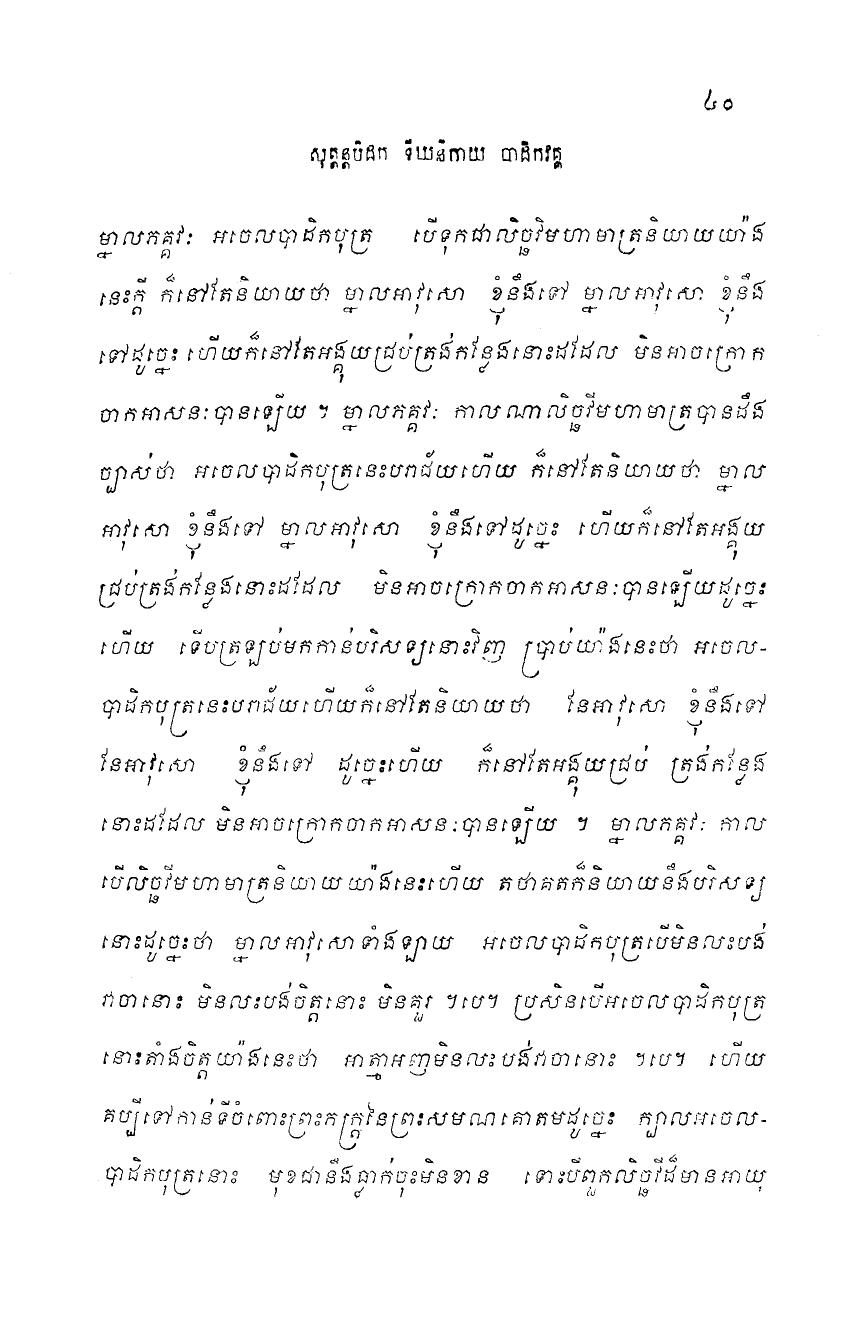 ៤០
សុត្តន្តបិដក ទីឃនិកាយ បាដិកវគ្គ
ម្នាលភគ្គវៈ អចេលបាដិកបុត្រ បើទុកជាលិច្ឆវិមហាមាត្រនិយាយយ៉ាង
នេះក្តី ក៏នៅតែនិយាយថា ម្នាលអាវុសោ ខ្ញុំនឹងទៅ ម្នាលអាវុសោ ខ្ញុំនឹង
ទៅដូច្នេះ ហើយក៏នៅតែអង្គុយជ្រប់ត្រង់កន្លែងនោះដដែល មិនអាចក្រោក
ចាកអាសនៈបានឡើយ ។ ម្នាលភគ្គវៈ កាលណាលិច្ឆវីមហាមាត្របានដឹង
ច្បាស់ថា អចេលបាដិកបុត្រនេះបរាជ័យហើយ ក៏នៅតែនិយាយថា ម្នាល
អាវុសោ ខ្ញុំនឹងទៅ ម្នាលអាវុសោ ខ្ញុំនឹងទៅដូច្នេះ ហើយក៏នៅតែអង្គុយ
ជ្រប់ត្រង់កន្លែងនោះដដែល មិនអាចក្រោកចាកអាសនៈបានឡើយដូច្នេះ
ហើយ ទើបត្រឡប់មកកាន់បរិសទ្យនោះវិញ ប្រាប់យ៉ាងនេះថា អចេល-
បាដិកបុត្រនេះបរាជ័យហើយក៏នៅតែនិយាយថា នែអាវុសោ ខ្ញុំនឹងទៅ
នែអាវុសោ ខ្ញុំនឹងទៅ ដូច្នេះហើយ ក៏នៅតែអង្គុយជ្រប់ ត្រង់កន្លែង
នោះដដែល មិនអាចក្រោកចាកអាសនៈបានឡើយ ។ ម្នាលភគ្គវៈ កាល
បើលិច្ឆវីមហាមាត្រនិយាយយ៉ាងនេះហើយ តថាគតក៏និយាយនឹងបរិសទ្យ
នោះដូច្នេះថា ម្នាលអាវុសោទាំងឡាយ អចេលបាដិកបុត្របើមិនលះបង់
វាចានោះ មិនលះបង់ចិត្តនោះ មិនគួរ ។បេ។ ប្រសិនបើអចេលបាដិកបុត្រ
នោះតាំងចិត្តយ៉ាងនេះថា អាត្មាអញមិនលះបង់វាចានោះ ។បេ។ ហើយ
គប្បីទៅកាន់ទីចំពោះព្រះភក្ត្រនៃព្រះសមណគោតមដូច្នេះ ក្បាលអចេល-
បាដិកបុត្រនោះ មុខជានឹងធ្លាក់ចុះមិនខាន ទោះបីពួកលិច្ឆវីដ៏មានអាយុ